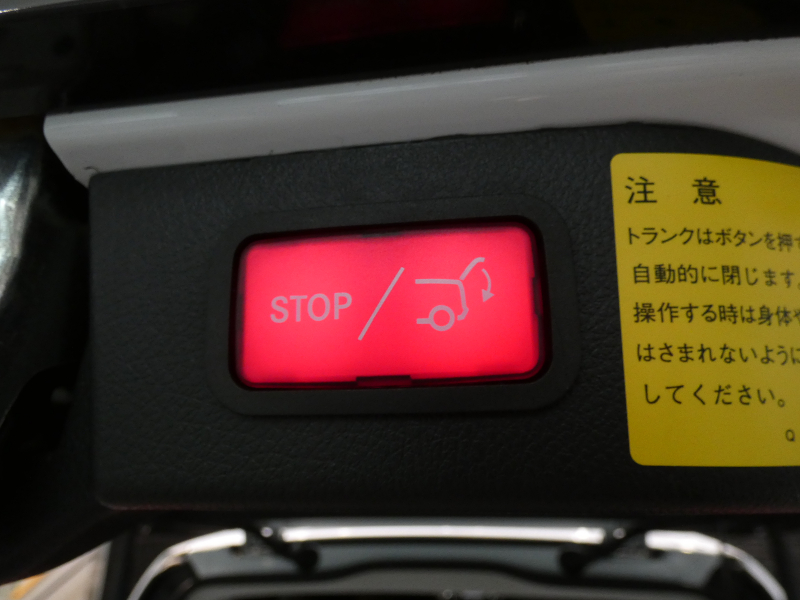 STOP
注意
トランクはボタンを押す
自動的に閉じます。
操作する時は身体や
はさまれないように
してください。
Q